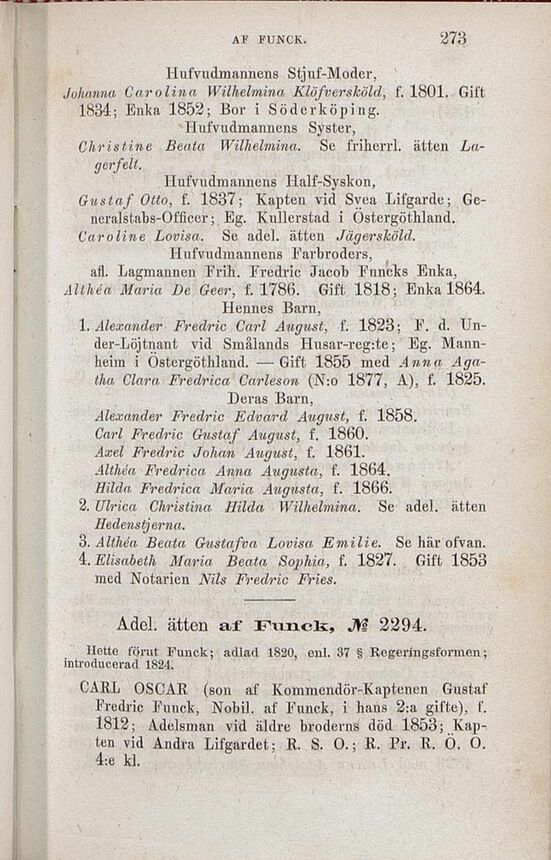 AF FUNCK. 273
Hufvudmannens Stjuf-Moder,
Johanna Carolina Wilhelmina Klöfversköld, f. 1801. Gift
1834; Enka 1852; Bor i Söderköping.
Hufvudmannens Syster,
Christine Beata Wilhelmina. Se friherrl. ätten La-
gerfelt.
Hufvudmannens Half-Syskon,
Gustaf Otto, f. 1837; Kapten vid Svea Lifgarde; Ge-
neralstabs-Officer; Eg. Kullerstad i Östergöthland.
Caroline Lovisa. Se adel. ätten Jägersköld.
Hufvudmannens Farbroders,
afl. Lagmannen Frih. Fredric Jacob Funcks Enka,
Althéa Maria De Geer, f. 1786. Gift 1818; Enka 1864.
Hennes Barn,
1. Alexander Fredric Carl August, f. 1823; F. d. Un-
der-Löjtnant vid Smålands Husar-reg:te; Eg. Mann-
heim i Östergöthland. — Gift 1855 med Anna Aga-
tha Clara Fredrica Carleson (N:o 1877, A), f. 1825.
Deras Barn,
Alexander Fredric Edvard August, f. 1858.
Carl Fredric Gustaf August, f. 1860.
Axel Fredric Johan August, f. 1861.
Althéa Fredrica Anna Augusta, f. 1864.
Hilda Fredrica Maria Augusta, f. 1866.
2. Ulrica Christina Hilda Wilhelmina. Se adel. ätten
Hedenstjerna.
3. Althéa Beata Gustafva Lovisa Emilie. Se här ofvan.
4. Elisabeth Maria Beata Sophia, f. 1827. Gift 1853
med Notarien Nils Fredric Fries.
Adel. ätten af Funck, № 2294.
Hette förut Funck; adlad 1820, enl. 37 § Regeringsformen;
introducerad 1824.
CARL OSCAR (son af Kommendör-Kaptenen Gustaf
Fredric Funck, Nobil. af Funck, i hans 2:a gifte), f.
1812; Adelsman vid äldre broderns död 1853; Kap-
ten vid Andra Lifgardet; R. S. O.; R. Pr. R. Ö. O.
4:e kl.